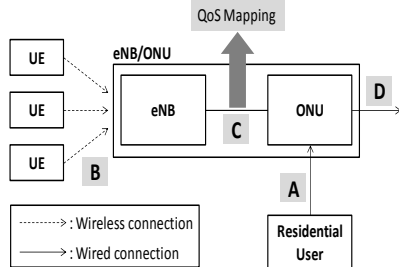 QoS Mapping
eNB/ONU
UE
UE
UE
eNB
ONU
A
B
C
D
Residential
User
: Wireless connection
: Wired connection